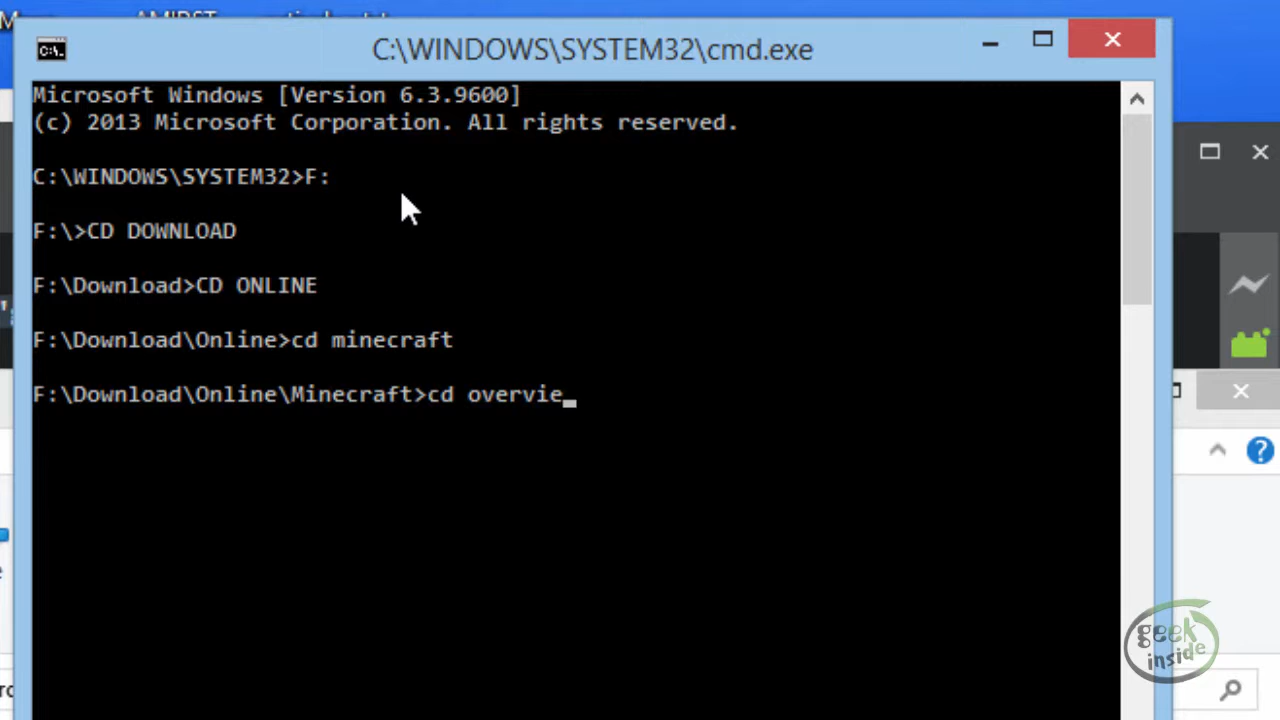 C:\WINDOWS\SYSTEM32\cmd.exe
Microsoft Windows [Version 6.3.9600]
(c) 2013 Microsoft Corporation. All rights reserved.
C:\WINDOWS\SYSTEM32>F:
F:\>CD DOWNLOAD
F:\Download>CD ONLINE
F:\Download\Online>cd minecraft
F:\Download\Online\Minecraft>cd overvie_
geek
inside